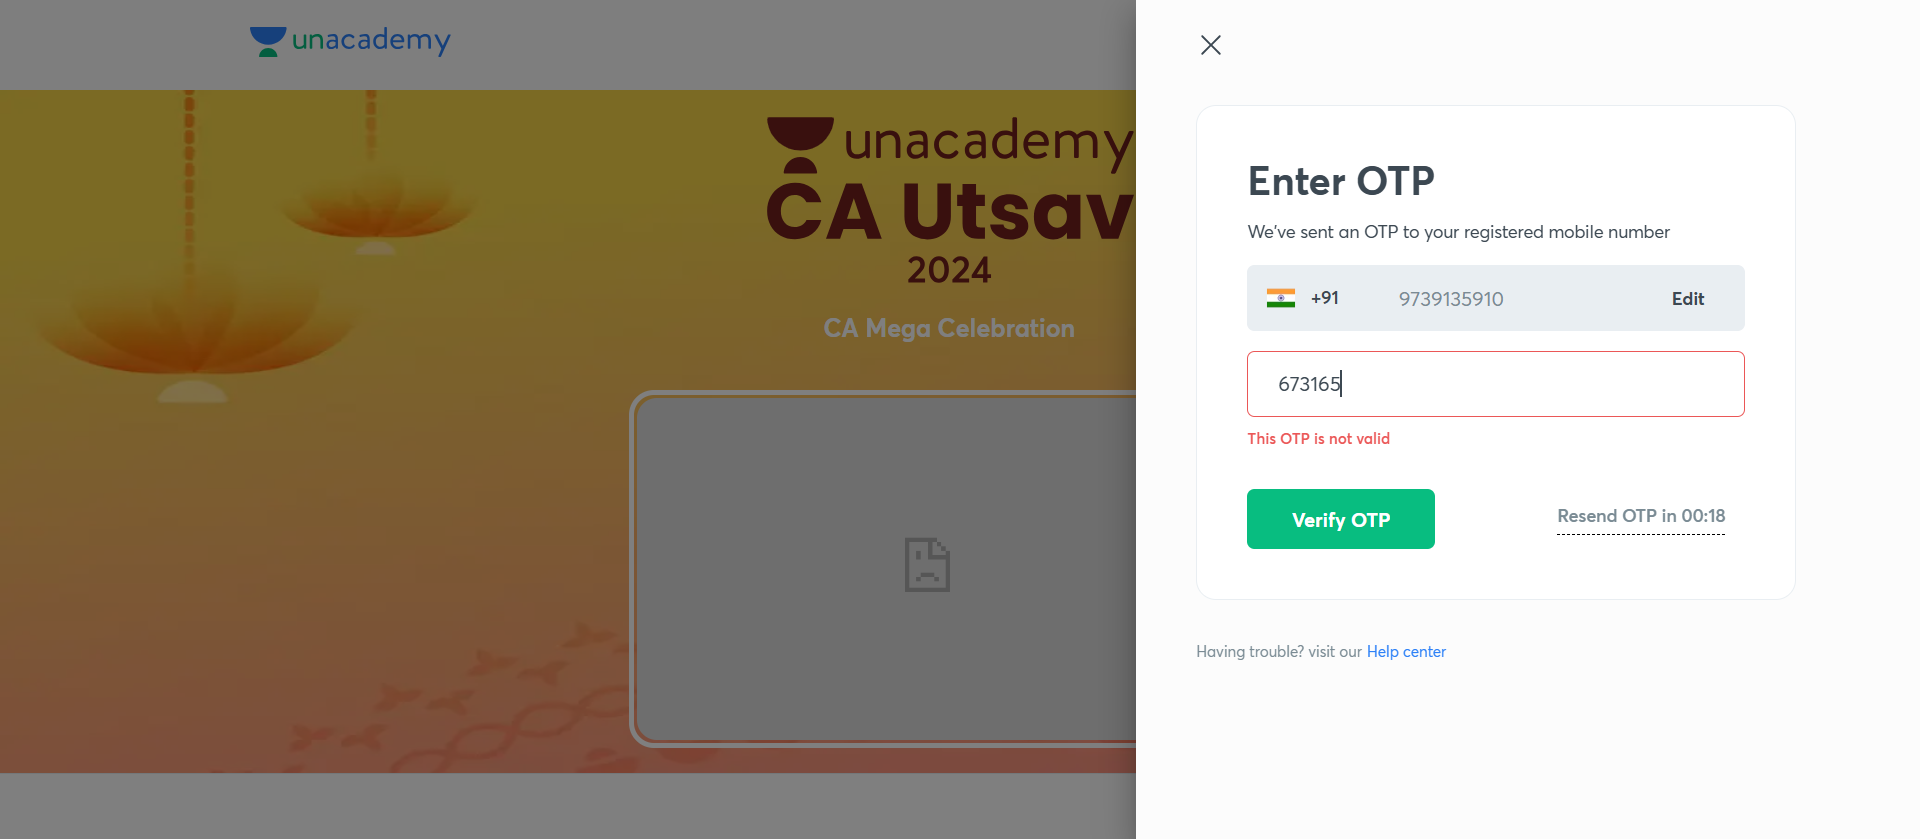 unacademy
unacademy
CA Utsav
2024
CA Mega Celebration
Enter OTP
We've sent an OTP to your registered mobile number
+91 9739135910 Edit
673165
This OTP is not valid
Verify OTP Resend OTP in 00:18
Having trouble? visit our Help center